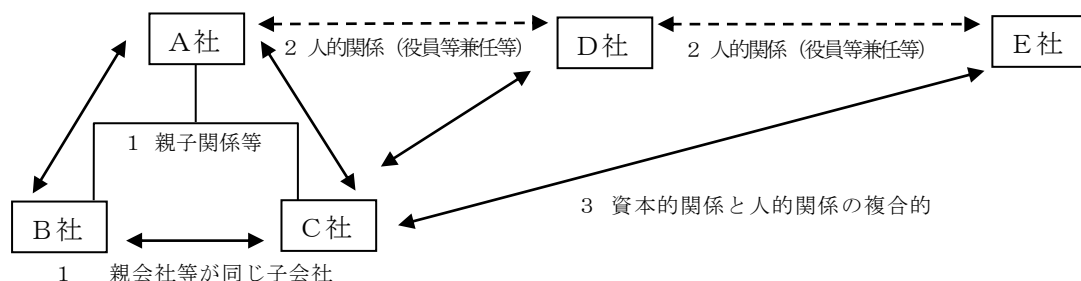 A社
D社
E社
2 人的関係（役員等兼任等）
2 人的関係（役員等兼任等）
1 親子関係等
3 資本的関係と人的関係の複合的
B社
C社
1 親会社等が同じ子会社